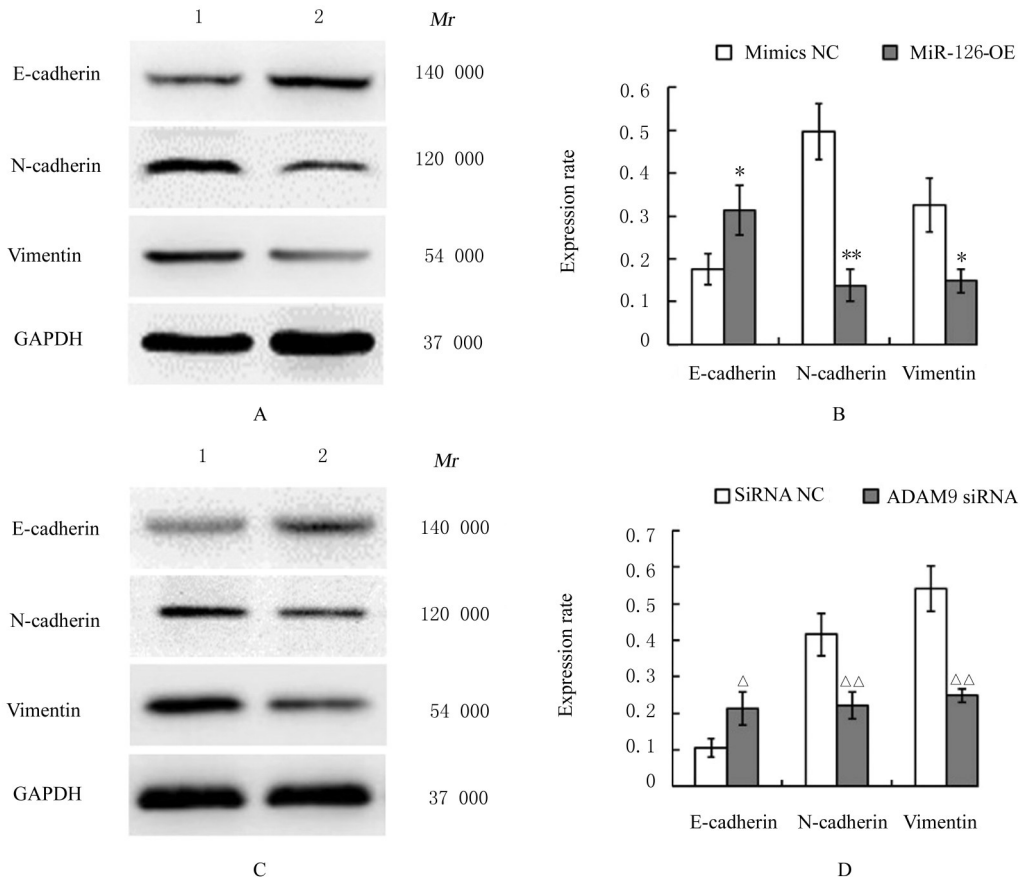 1 2 Mr
E-cadherin 140 000
N-cadherin 120 000
Vimentin 54 000
GAPDH 37 000
A
Mimics NC MiR-126-OE
Expression rate
0.6
0.5
0.4
0.3
0.2
0.1
0
*
**
*
E-cadherin N-cadherin Vimentin
B
1 2 Mr
E-cadherin 140 000
N-cadherin 120 000
Vimentin 54 000
GAPDH 37 000
C
SiRNA NC ADAM9 siRNA
Expression rate
0.7
0.6
0.5
0.4
0.3
0.2
0.1
0
△
△△
△△
E-cadherin N-cadherin Vimentin
D